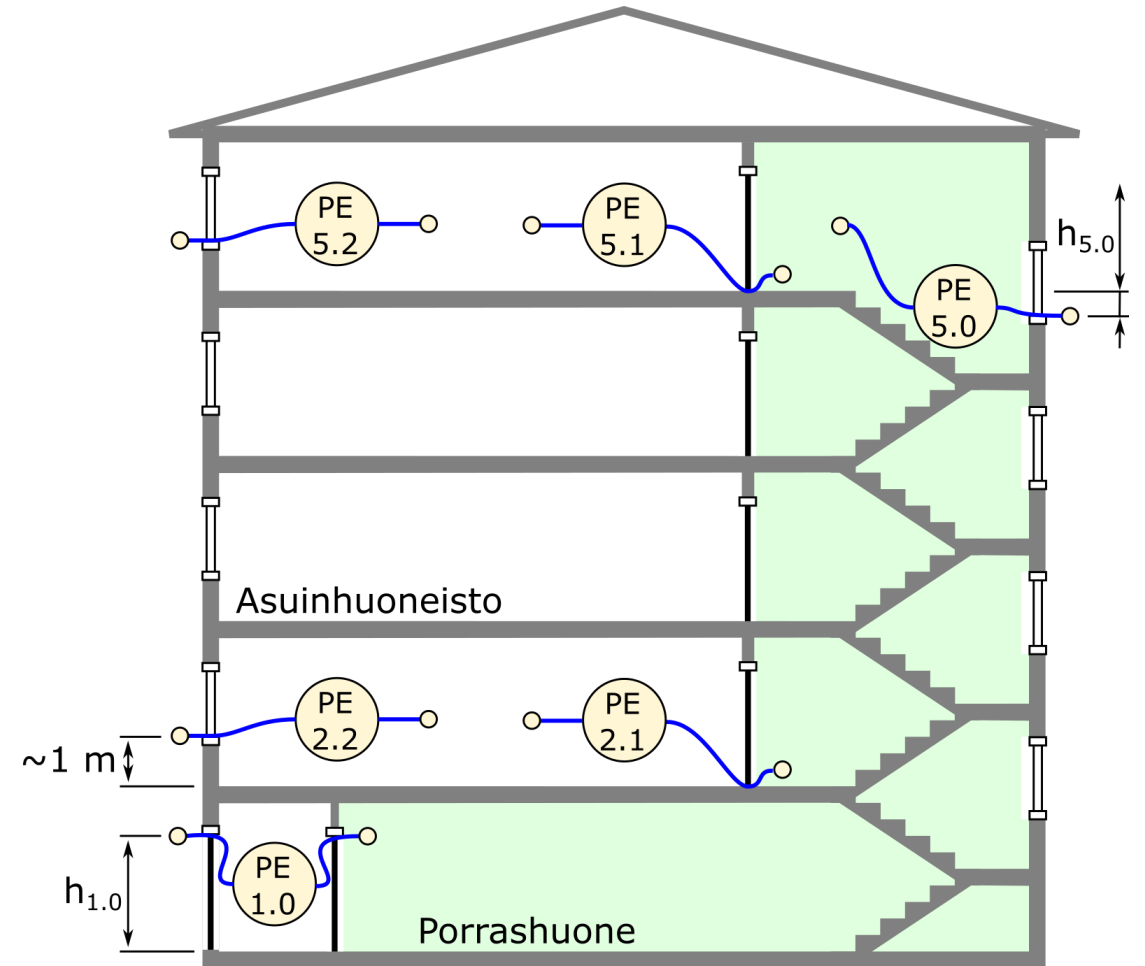 PE
5.2
PE
5.1
h5.0
PE
5.0
Asuinhuoneisto
PE
2.2
PE
2.1
~1 m
PE
1.0
h1.0
Porrashuone